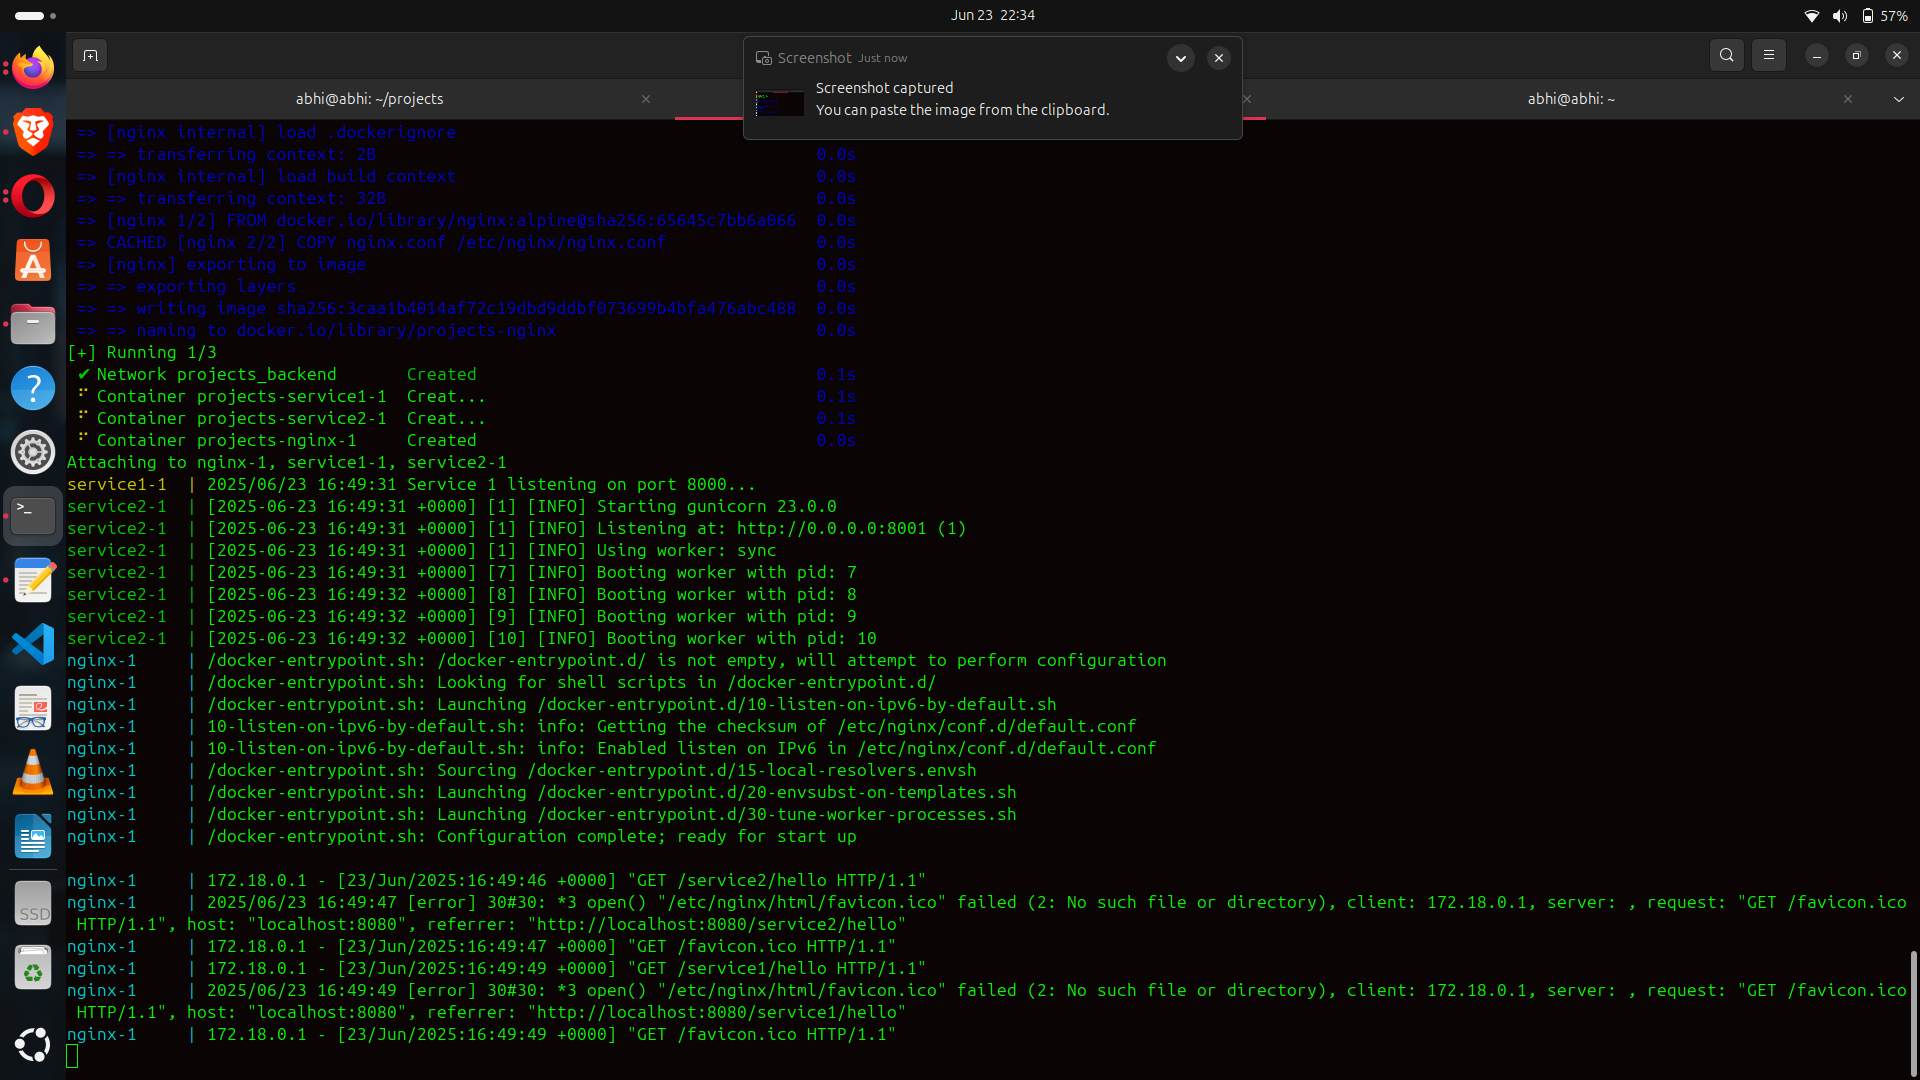 Jun 23 22:34
57%
Screenshot Just now
Screenshot captured
You can paste the image from the clipboard.
abhi@abhi: ~/projects
abhi@abhi: ~
=> [nginx internal] load .dockerignore
=> => transferring context: 2B 0.0s
=> [nginx internal] load build context 0.0s
=> => transferring context: 32B 0.0s
=> [nginx 1/2] FROM docker.io/library/nginx:alpine@sha256:65645c7bb6a066 0.0s
=> CACHED [nginx 2/2] COPY nginx.conf /etc/nginx/nginx.conf 0.0s
=> [nginx] exporting to image 0.0s
=> => exporting layers 0.0s
=> => writing image sha256:3caa1b4014af72c19dbd9ddbf073699b4bfa476abc488 0.0s
=> => naming to docker.io/library/projects-nginx 0.0s
[+] Running 1/3
✔ Network projects_backend Created 0.1s
⠋ Container projects-service1-1 Creat... 0.1s
⠋ Container projects-service2-1 Creat... 0.1s
⠋ Container projects-nginx-1 Created 0.0s
Attaching to nginx-1, service1-1, service2-1
service1-1 | 2025/06/23 16:49:31 Service 1 listening on port 8000...
service2-1 | [2025-06-23 16:49:31 +0000] [1] [INFO] Starting gunicorn 23.0.0
service2-1 | [2025-06-23 16:49:31 +0000] [1] [INFO] Listening at: http://0.0.0.0:8001 (1)
service2-1 | [2025-06-23 16:49:31 +0000] [1] [INFO] Using worker: sync
service2-1 | [2025-06-23 16:49:31 +0000] [7] [INFO] Booting worker with pid: 7
service2-1 | [2025-06-23 16:49:32 +0000] [8] [INFO] Booting worker with pid: 8
service2-1 | [2025-06-23 16:49:32 +0000] [9] [INFO] Booting worker with pid: 9
service2-1 | [2025-06-23 16:49:32 +0000] [10] [INFO] Booting worker with pid: 10
nginx-1 | /docker-entrypoint.sh: /docker-entrypoint.d/ is not empty, will attempt to perform configuration
nginx-1 | /docker-entrypoint.sh: Looking for shell scripts in /docker-entrypoint.d/
nginx-1 | /docker-entrypoint.sh: Launching /docker-entrypoint.d/10-listen-on-ipv6-by-default.sh
nginx-1 | 10-listen-on-ipv6-by-default.sh: info: Getting the checksum of /etc/nginx/conf.d/default.conf
nginx-1 | 10-listen-on-ipv6-by-default.sh: info: Enabled listen on IPv6 in /etc/nginx/conf.d/default.conf
nginx-1 | /docker-entrypoint.sh: Sourcing /docker-entrypoint.d/15-local-resolvers.envsh
nginx-1 | /docker-entrypoint.sh: Launching /docker-entrypoint.d/20-envsubst-on-templates.sh
nginx-1 | /docker-entrypoint.sh: Launching /docker-entrypoint.d/30-tune-worker-processes.sh
nginx-1 | /docker-entrypoint.sh: Configuration complete; ready for start up
nginx-1 | 172.18.0.1 - [23/Jun/2025:16:49:46 +0000] "GET /service2/hello HTTP/1.1"
nginx-1 | 2025/06/23 16:49:47 [error] 30#30: *3 open() "/etc/nginx/html/favicon.ico" failed (2: No such file or directory), client: 172.18.0.1, server: , request: "GET /favicon.ico
HTTP/1.1", host: "localhost:8080", referrer: "http://localhost:8080/service2/hello"
nginx-1 | 172.18.0.1 - [23/Jun/2025:16:49:47 +0000] "GET /favicon.ico HTTP/1.1"
nginx-1 | 172.18.0.1 - [23/Jun/2025:16:49:49 +0000] "GET /service1/hello HTTP/1.1"
nginx-1 | 2025/06/23 16:49:49 [error] 30#30: *3 open() "/etc/nginx/html/favicon.ico" failed (2: No such file or directory), client: 172.18.0.1, server: , request: "GET /favicon.ico
HTTP/1.1", host: "localhost:8080", referrer: "http://localhost:8080/service1/hello"
nginx-1 | 172.18.0.1 - [23/Jun/2025:16:49:49 +0000] "GET /favicon.ico HTTP/1.1"
SSD